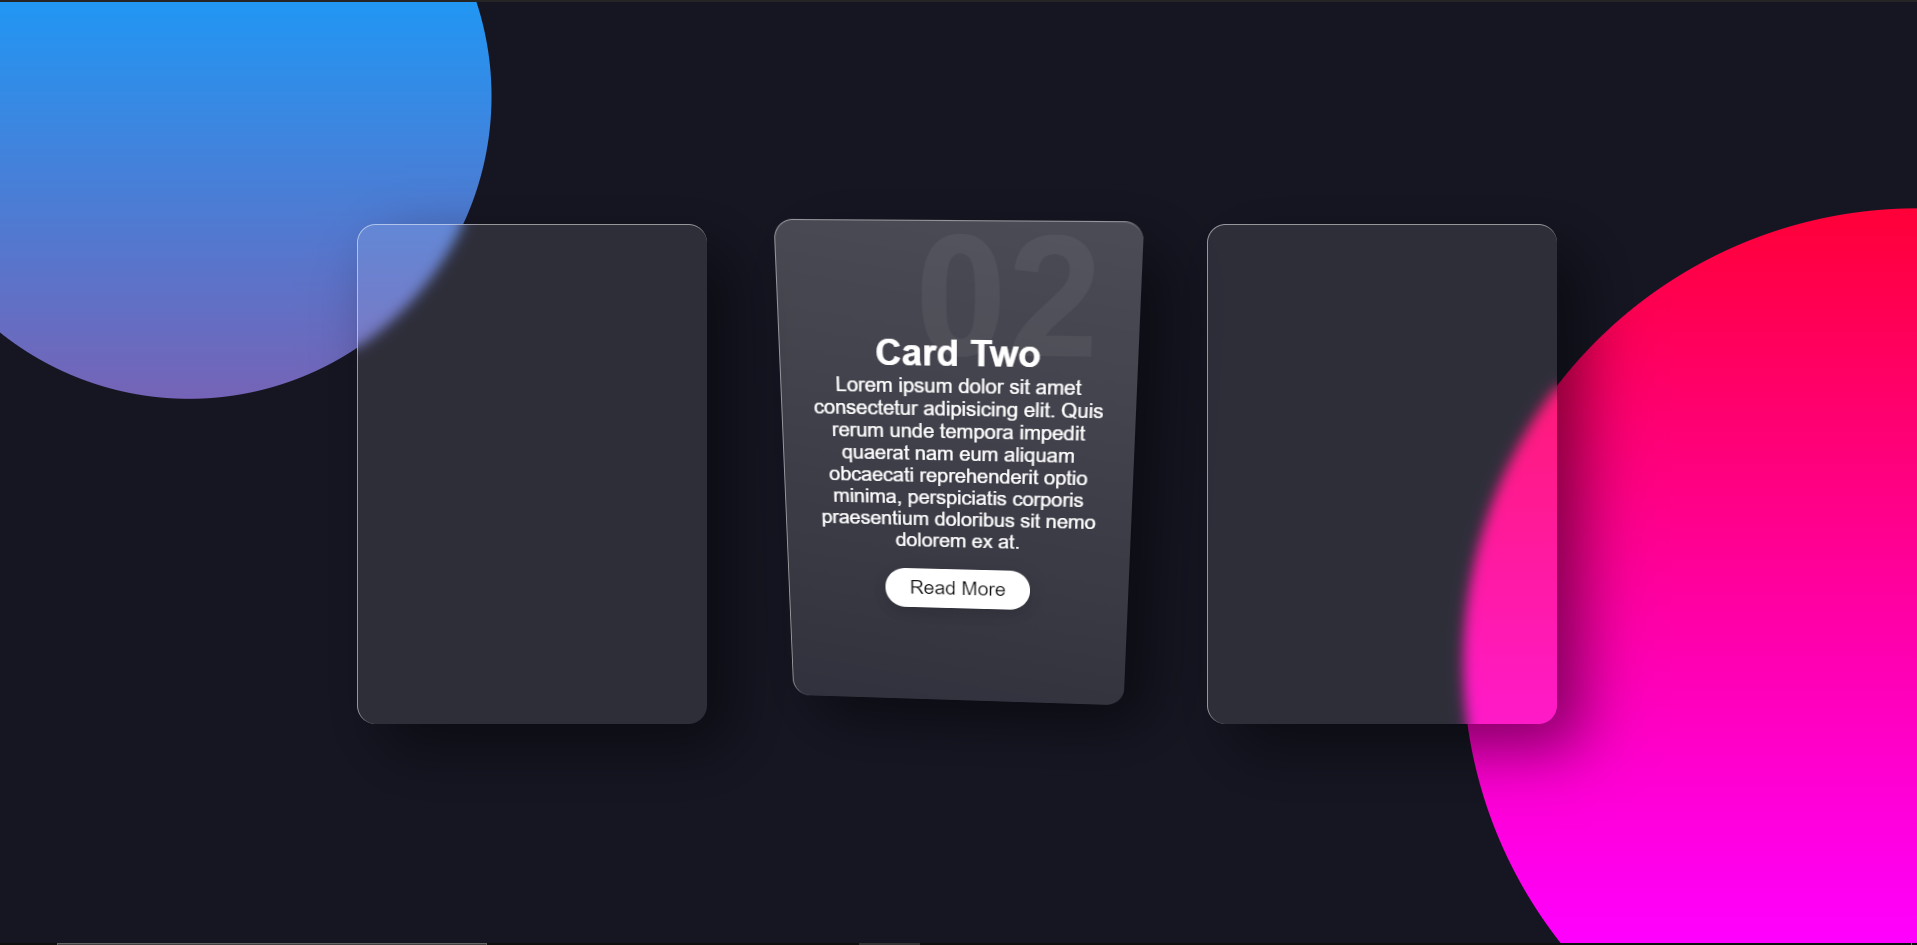 02
Card Two
Lorem ipsum dolor sit amet
consectetur adipisicing elit. Quis
rerum unde tempora impedit
quaerat nam eum aliquam
obcaecati reprehenderit optio
minima, perspiciatis corporis
praesentium doloribus sit nemo
dolorem ex at.
Read More